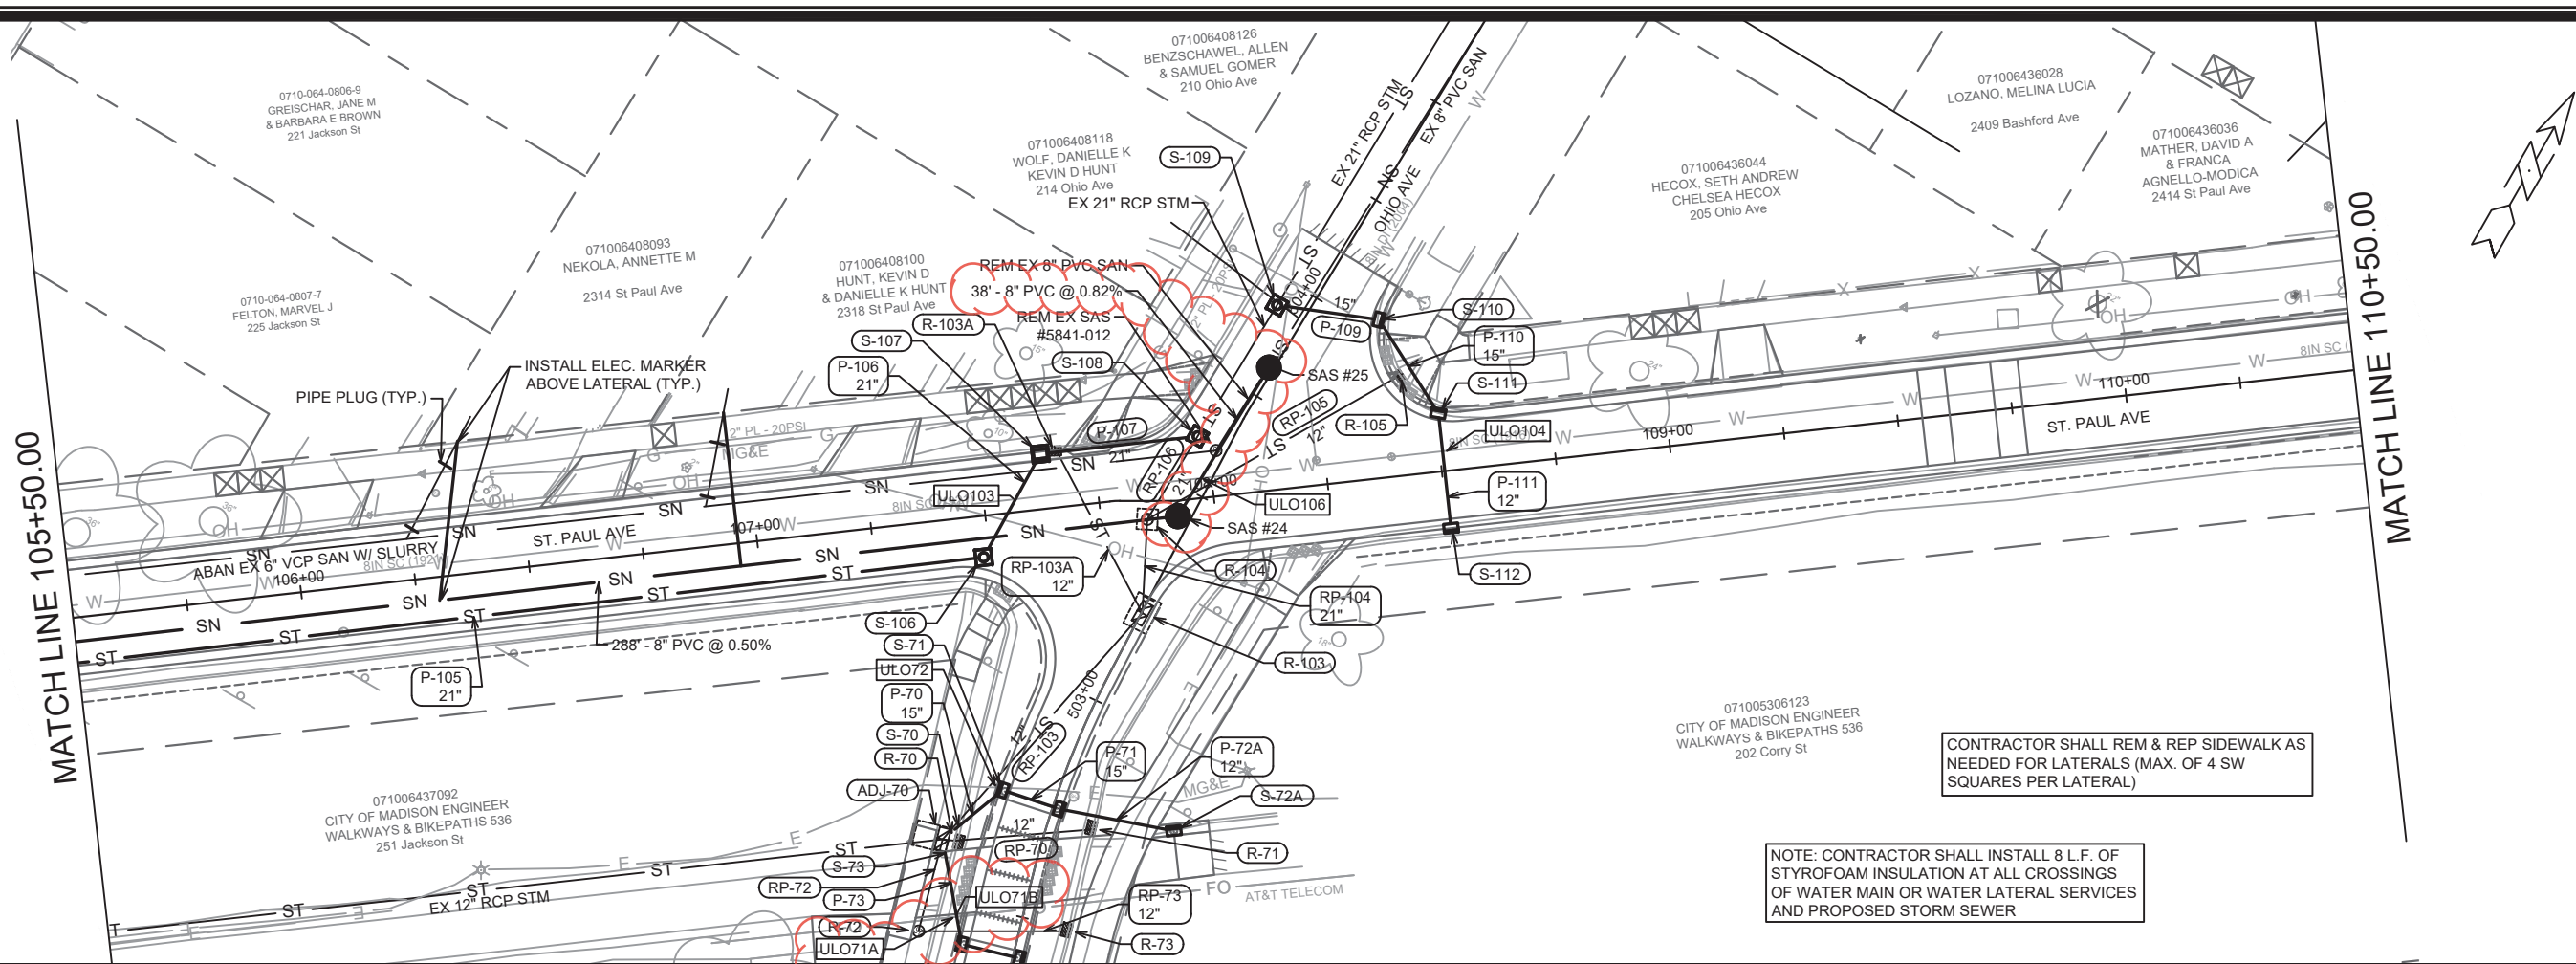 0710-064-0806-9
GREISCHAR, JANE M
& BARBARA E BROWN
221 Jackson St
0710-064-0807-7
FELTON, MARVEL J
225 Jackson St
071006408093
NEKOLA, ANNETTE M
2314 St Paul Ave
071006408100
HUNT, KEVIN D
& DANIELLE K HUNT
2318 St Paul Ave
071006408118
WOLF, DANIELLE K
KEVIN D HUNT
214 Ohio Ave
071006408126
BENZSCHAWEL, ALLEN
& SAMUEL GOMER
210 Ohio Ave
071006436044
HECOX, SETH ANDREW
CHELSEA HECOX
205 Ohio Ave
071006436028
LOZANO, MELINA LUCIA
2409 Bashford Ave
071006436036
MATHER, DAVID A
& FRANCA
AGNELLO-MODICA
2414 St Paul Ave
MATCH LINE 105+50.00
MATCH LINE 110+50.00
EX 21" RCP STM
EX 8" PVC SAN
OHIO AVE
S-109
EX 21" RCP STM
REM EX 8" PVC SAN
38' - 8" PVC @ 0.82%
REM EX SAS
#5841-012
R-103A
S-107
S-108
P-106
21"
INSTALL ELEC. MARKER
ABOVE LATERAL (TYP.)
PIPE PLUG (TYP.)
2" PL - 20PSI
MG&E
P-107
21"
RP-106
21"
RP-105
12"
SAS #25
15"
P-109
S-110
P-110
15"
S-111
R-105
ULO104
P-111
12"
S-112
109+00
110+00
ST. PAUL AVE
ULO103
ULO106
SAS #24
R-104
RP-104
21"
RP-103A
12"
R-103
107+00
ST. PAUL AVE
ABAN EX 6" VCP SAN W/ SLURRY
106+00
288' - 8" PVC @ 0.50%
P-105
21"
S-106
S-71
ULO72
P-70
15"
S-70
R-70
ADJ-70
503+00
12"
RP-103
P-71
15"
P-72A
12"
MG&E
S-72A
R-71
12"
RP-70
S-73
RP-72
P-73
R-72
ULO71A
ULO71B
RP-73
12"
R-73
FO
AT&T TELECOM
EX 12" RCP STM
071006437092
CITY OF MADISON ENGINEER
WALKWAYS & BIKEPATHS 536
251 Jackson St
071005306123
CITY OF MADISON ENGINEER
WALKWAYS & BIKEPATHS 536
202 Corry St
CONTRACTOR SHALL REM & REP SIDEWALK AS
NEEDED FOR LATERALS (MAX. OF 4 SW
SQUARES PER LATERAL)
NOTE: CONTRACTOR SHALL INSTALL 8 L.F. OF
STYROFOAM INSULATION AT ALL CROSSINGS
OF WATER MAIN OR WATER LATERAL SERVICES
AND PROPOSED STORM SEWER